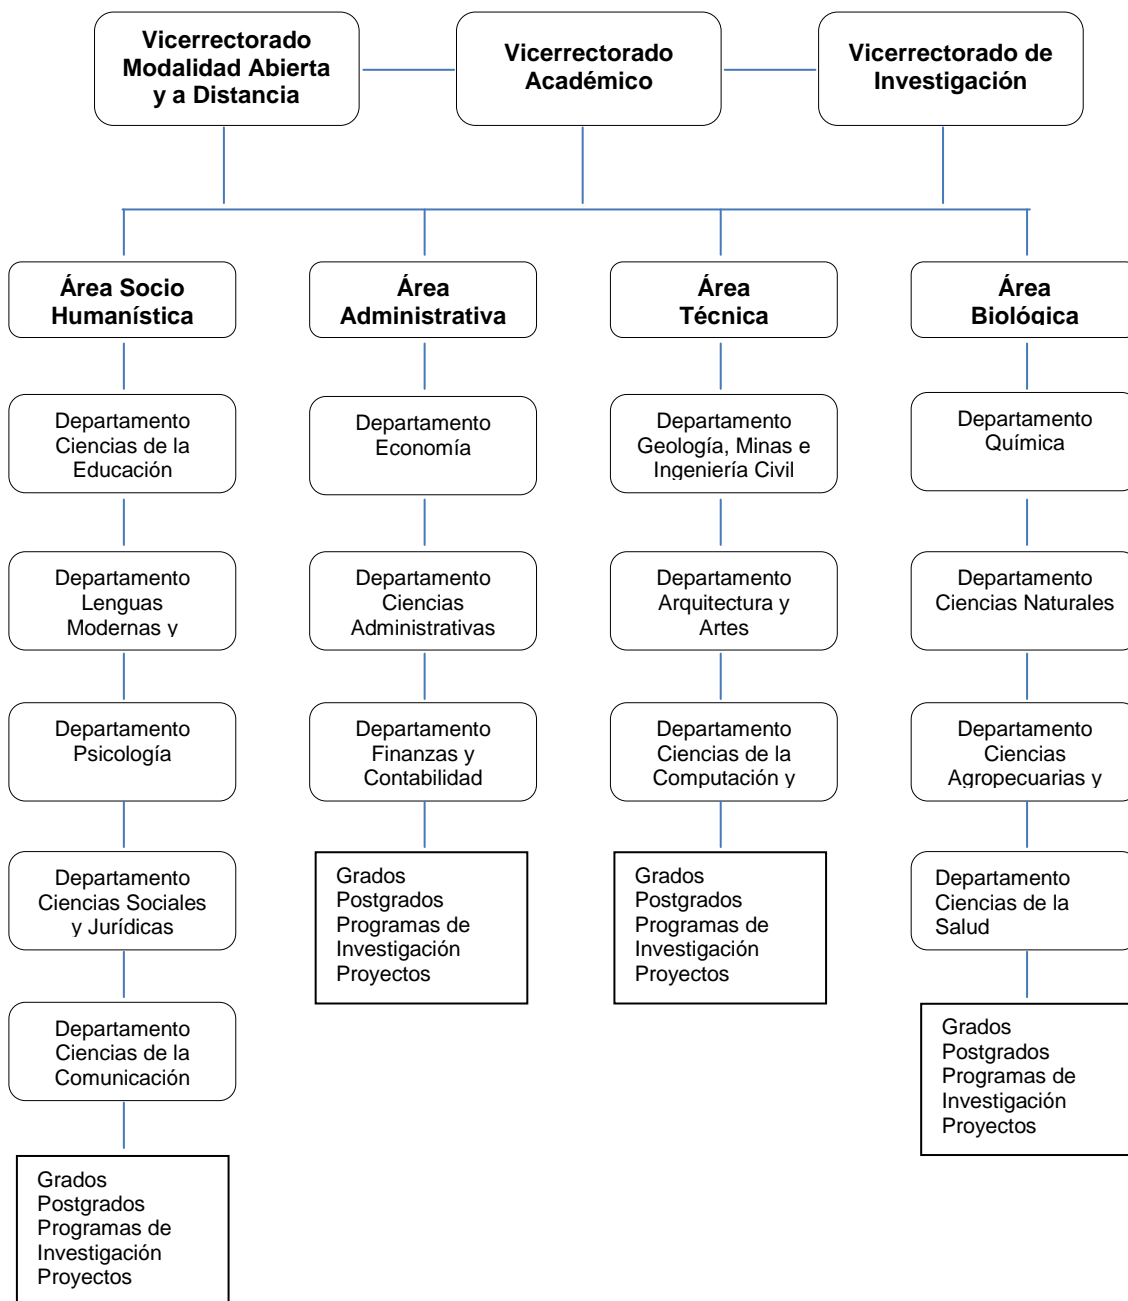 Vicerrectorado
Modalidad Abierta
y a Distancia
Vicerrectorado
Académico
Vicerrectorado de
Investigación
Área Socio
Humanística
Área
Administrativa
Área
Técnica
Área
Biológica
Departamento
Ciencias de la
Educación
Departamento
Economía
Departamento
Geología, Minas e
Ingeniería Civil
Departamento
Química
Departamento
Lenguas
Modernas y
Departamento
Ciencias
Administrativas
Departamento
Arquitectura y
Artes
Departamento
Ciencias Naturales
Departamento
Psicología
Departamento
Finanzas y
Contabilidad
Departamento
Ciencias de la
Computación y
Departamento
Ciencias
Agropecuarias y
Departamento
Ciencias Sociales
y Jurídicas
Grados
Postgrados
Programas de
Investigación
Proyectos
Grados
Postgrados
Programas de
Investigación
Proyectos
Departamento
Ciencias de la
Salud
Departamento
Ciencias de la
Comunicación
Grados
Postgrados
Programas de
Investigación
Proyectos
Grados
Postgrados
Programas de
Investigación
Proyectos